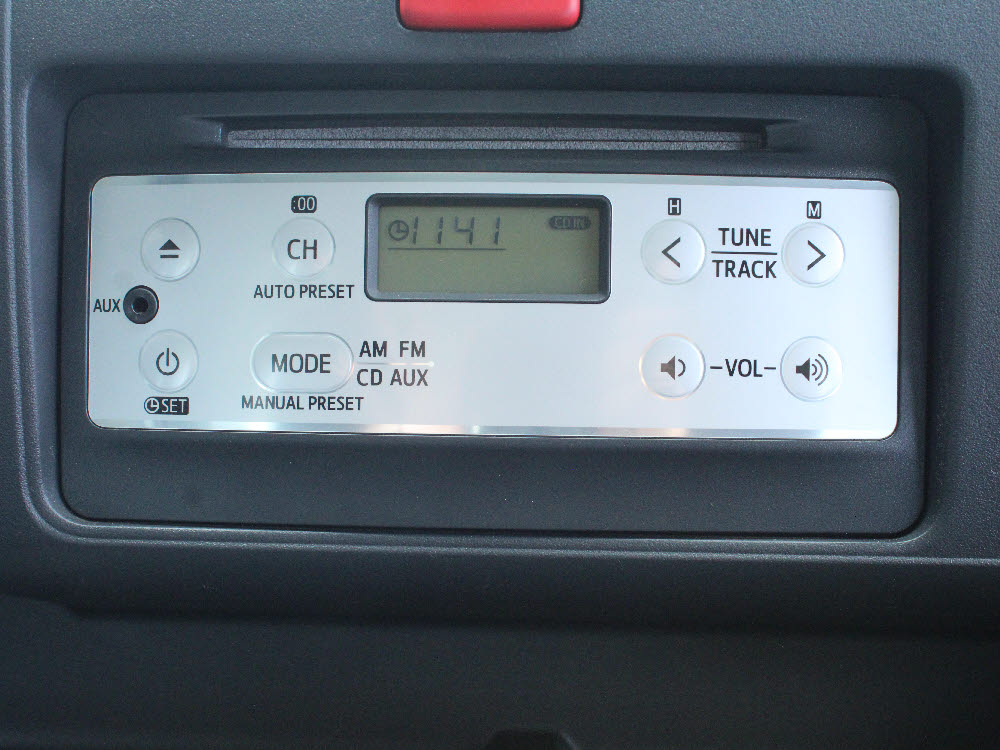 :00
H
M
1141
CD IN
CH
TUNE
TRACK
AUTO PRESET
AUX
MODE
AM FM
CD AUX
-VOL-
SET
MANUAL PRESET